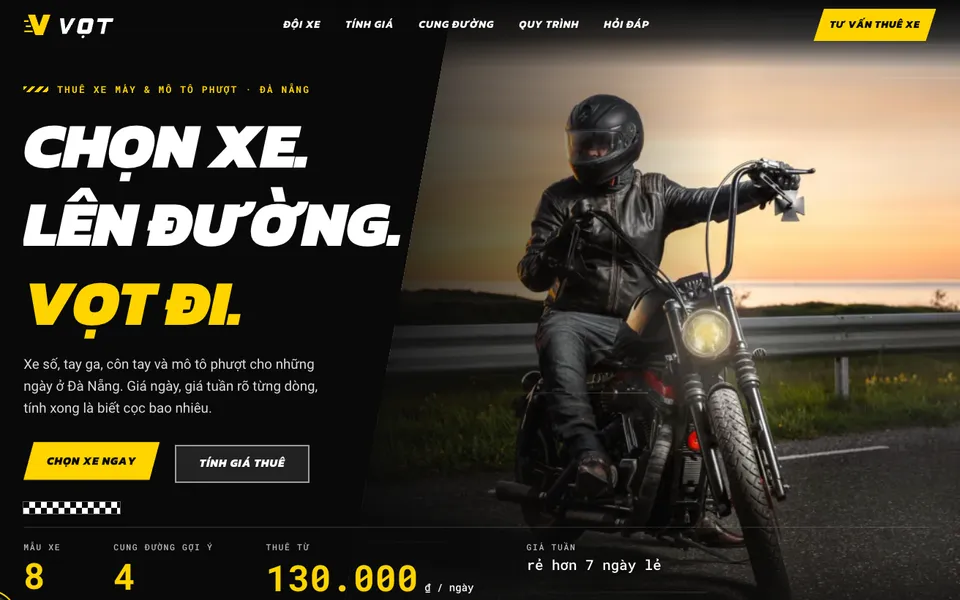 VỌT
ĐỘI XE
TÍNH GIÁ
CUNG ĐƯỜNG
QUY TRÌNH
HỎI ĐÁP
TƯ VẤN THUÊ XE
THUÊ XE MÁY & MÔ TÔ PHƯỢT · ĐÀ NẴNG
CHỌN XE.
LÊN ĐƯỜNG.
VỌT ĐI.
Xe số, tay ga, côn tay và mô tô phượt cho những
ngày ở Đà Nẵng. Giá ngày, giá tuần rõ từng dòng,
tính xong là biết cọc bao nhiêu.
CHỌN XE NGAY
TÍNH GIÁ THUÊ
MẪU XE
8
CUNG ĐƯỜNG GỢI Ý
4
THUÊ TỪ
130.000 ₫ / ngày
GIÁ TUẦN
rẻ hơn 7 ngày lẻ